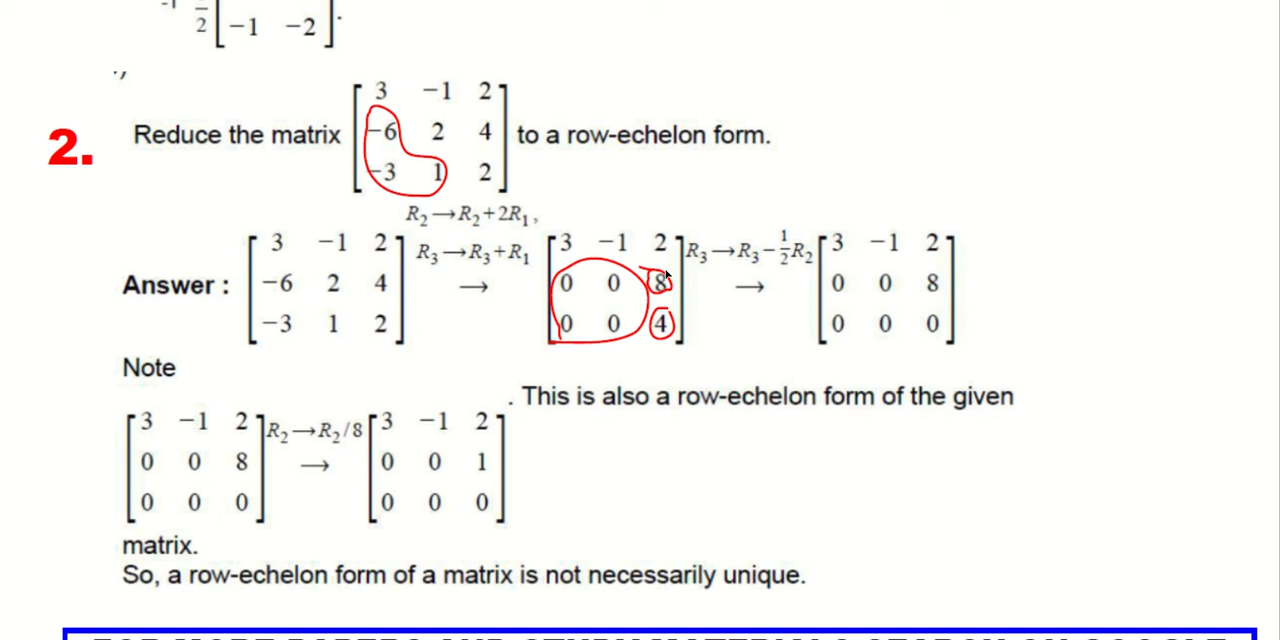 -1 2 [ −1 −2 ].
2. Reduce the matrix [ 3 −1 2 ; −6 2 4 ; −3 1 2 ] to a row-echelon form.
R₂→R₂+2R₁,
Answer : [ 3 −1 2 ; −6 2 4 ; −3 1 2 ] R₃→R₃+R₁ → [ 3 −1 2 ; 0 0 8 ; 0 0 4 ] R₃→R₃−½R₂ → [ 3 −1 2 ; 0 0 8 ; 0 0 0 ]
Note
[ 3 −1 2 ; 0 0 8 ; 0 0 0 ] R₂→R₂/8 → [ 3 −1 2 ; 0 0 1 ; 0 0 0 ] . This is also a row-echelon form of the given
matrix.
So, a row-echelon form of a matrix is not necessarily unique.